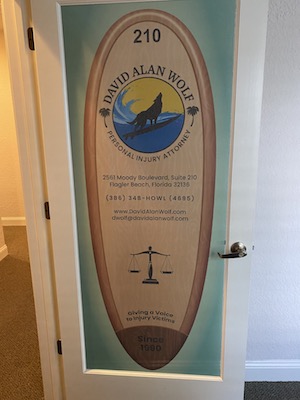 210
DAVID ALAN WOLF
PERSONAL INJURY ATTORNEY
2561 Moody Boulevard, Suite 210
Flagler Beach, Florida 32136
(386) 348-HOWL (4695)
www.DavidAlanWolf.com
dwolf@davidalanwolf.com
Giving a Voice
to Injury Victims
Since